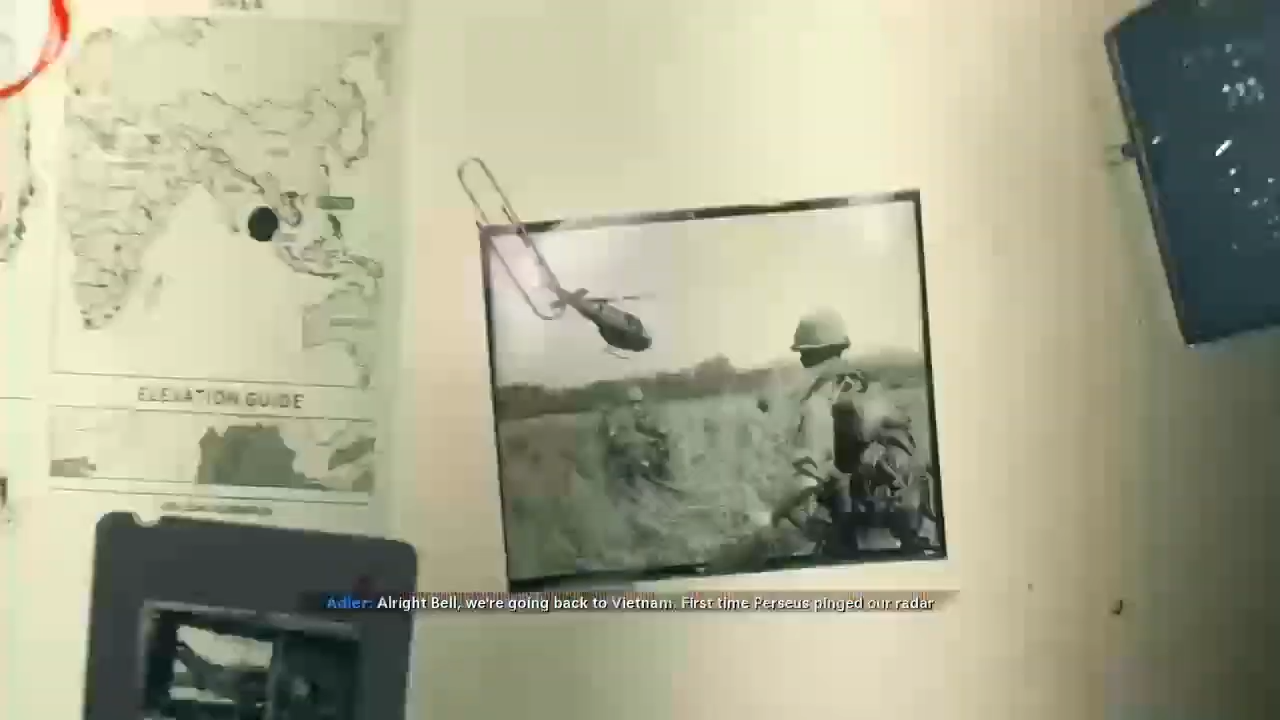 ELEVATION GUIDE
Adler: Alright Bell, we're going back to Vietnam. First time Perseus pinged our radar